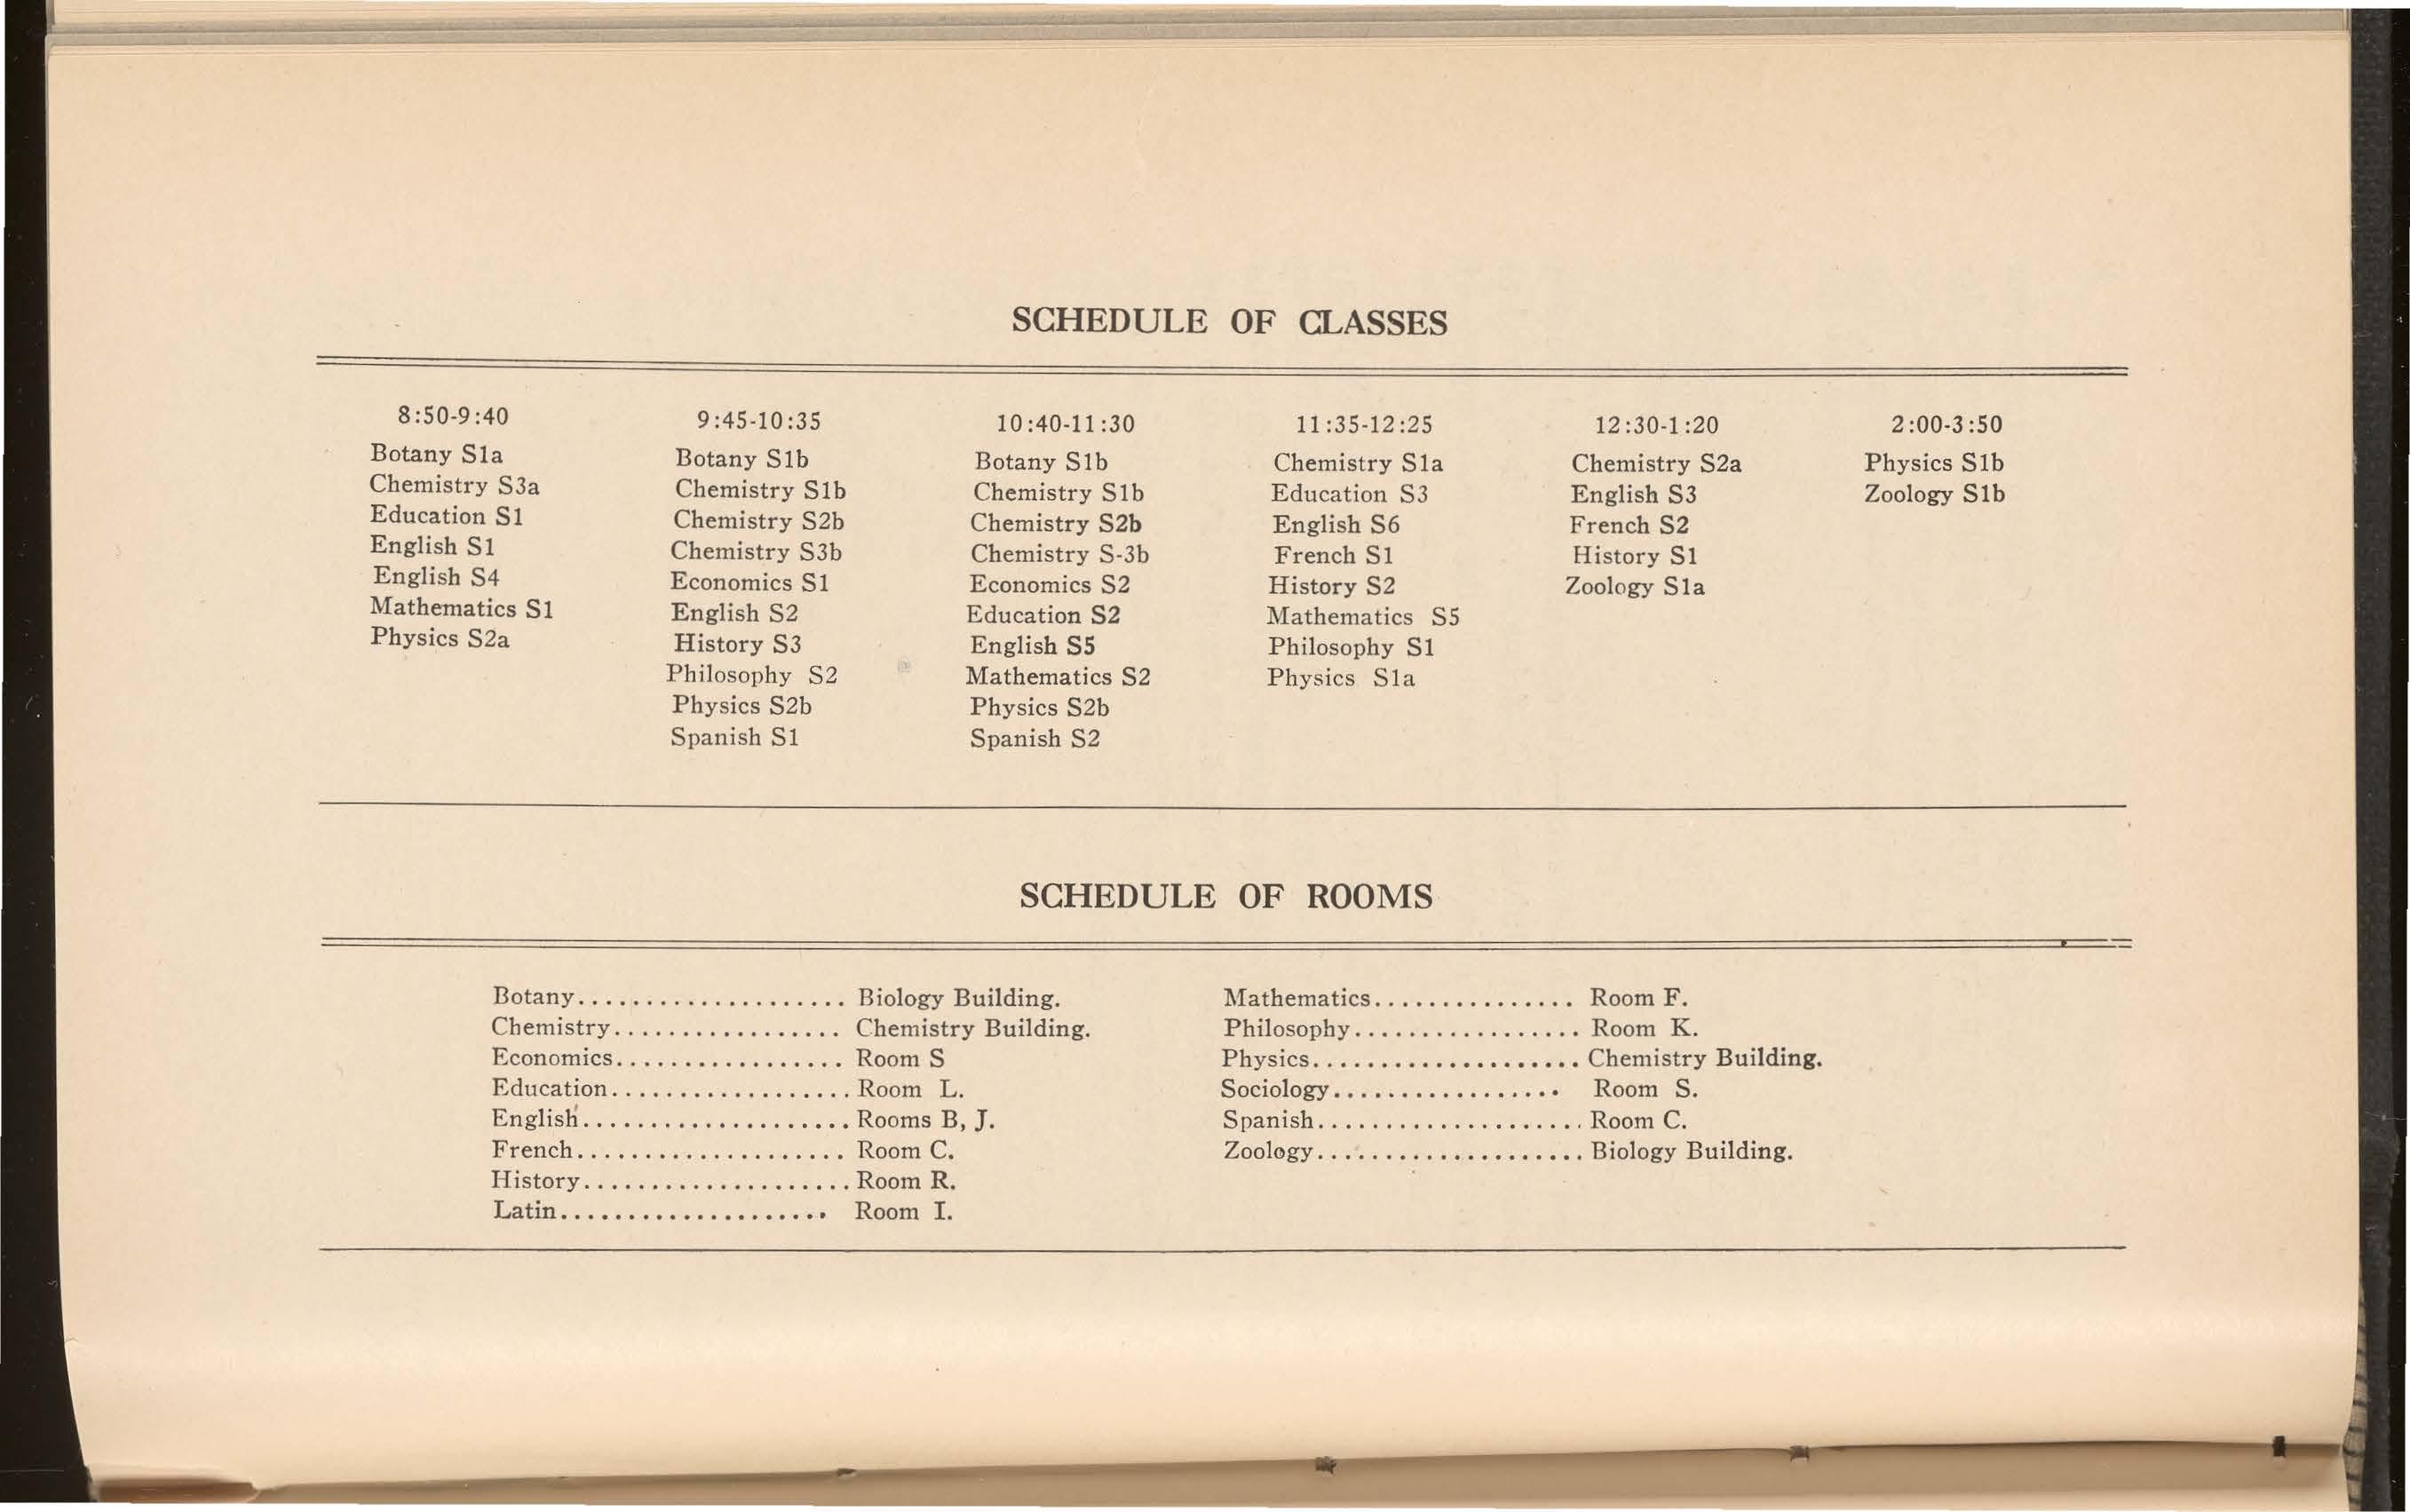 SCHEDULE OF CLASSES
8:50-9:40
Botany S1a
Chemistry S3a
Education S1
English S1
English S4
Mathematics S1
Physics S2a
9:45-10:35
Botany S1b
Chemistry S1b
Chemistry S2b
Chemistry S3b
Economics S1
English S2
History S3
Philosophy S2
Physics S2b
Spanish S1
10:40-11:30
Botany S1b
Chemistry S1b
Chemistry S2b
Chemistry S-3b
Economics S2
Education S2
English S5
Mathematics S2
Physics S2b
Spanish S2
11:35-12:25
Chemistry S1a
Education S3
English S6
French S1
History S2
Mathematics S5
Philosophy S1
Physics S1a
12:30-1:20
Chemistry S2a
English S3
French S2
History S1
Zoology S1a
2:00-3:50
Physics S1b
Zoology S1b
SCHEDULE OF ROOMS
Botany.................... Biology Building.
Chemistry................. Chemistry Building.
Economics................. Room S
Education.................. Room L.
English.................... Rooms B, J.
French.................... Room C.
History.................... Room R.
Latin.................... Room I.
Mathematics............... Room F.
Philosophy................. Room K.
Physics.................... Chemistry Building.
Sociology................. Room S.
Spanish.................... Room C.
Zoology.................... Biology Building.